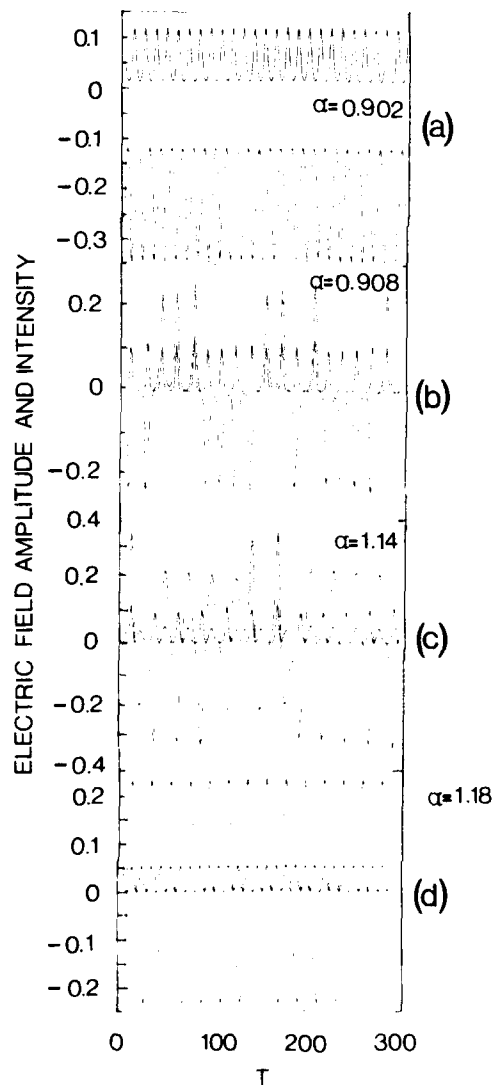 0.1
0
α=0.902
(a)
-0.1
-0.2
-0.3
α=0.908
0.2
0
(b)
-0.2
0.4
α=1.14
0.2
0
(c)
-0.2
-0.4
α=1.18
0.2
0.1
0
(d)
-0.1
-0.2
0 100 200 300
T
ELECTRIC FIELD AMPLITUDE AND INTENSITY